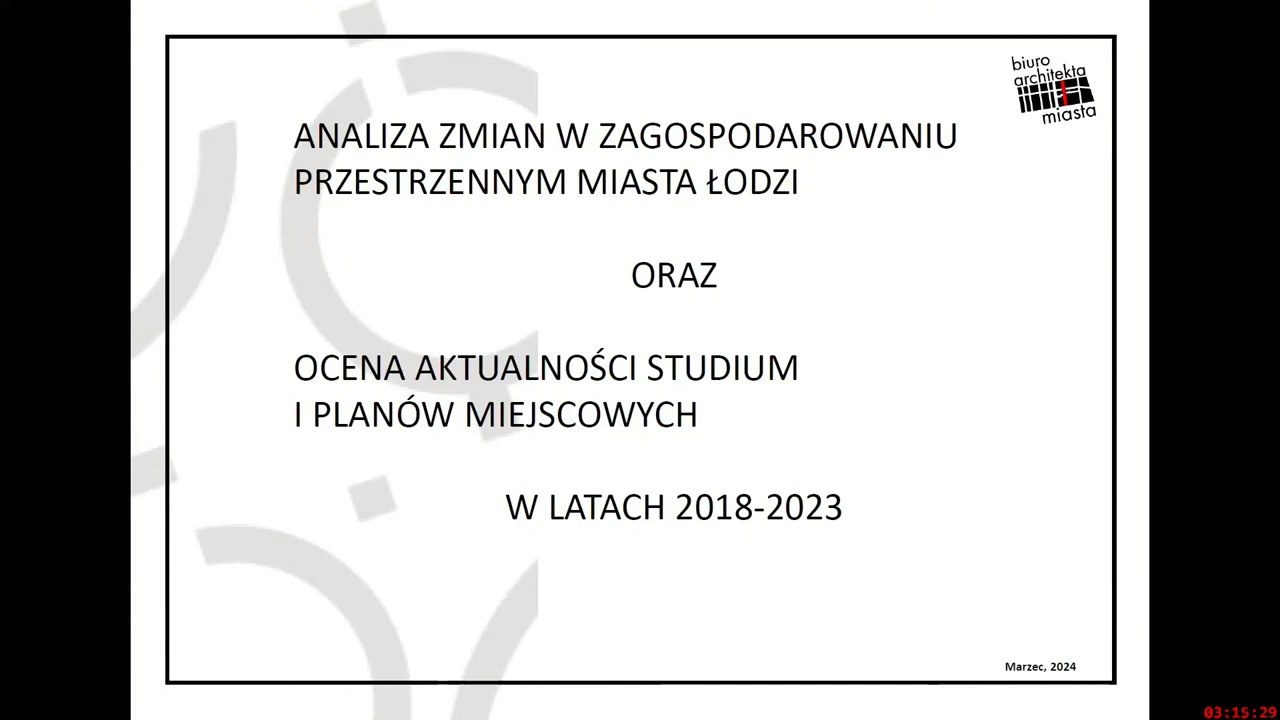 biuro
architekta
miasta
ANALIZA ZMIAN W ZAGOSPODAROWANIU
PRZESTRZENNYM MIASTA ŁODZI
ORAZ
OCENA AKTUALNOŚCI STUDIUM
I PLANÓW MIEJSCOWYCH
W LATACH 2018-2023
Marzec, 2024
03:15:29